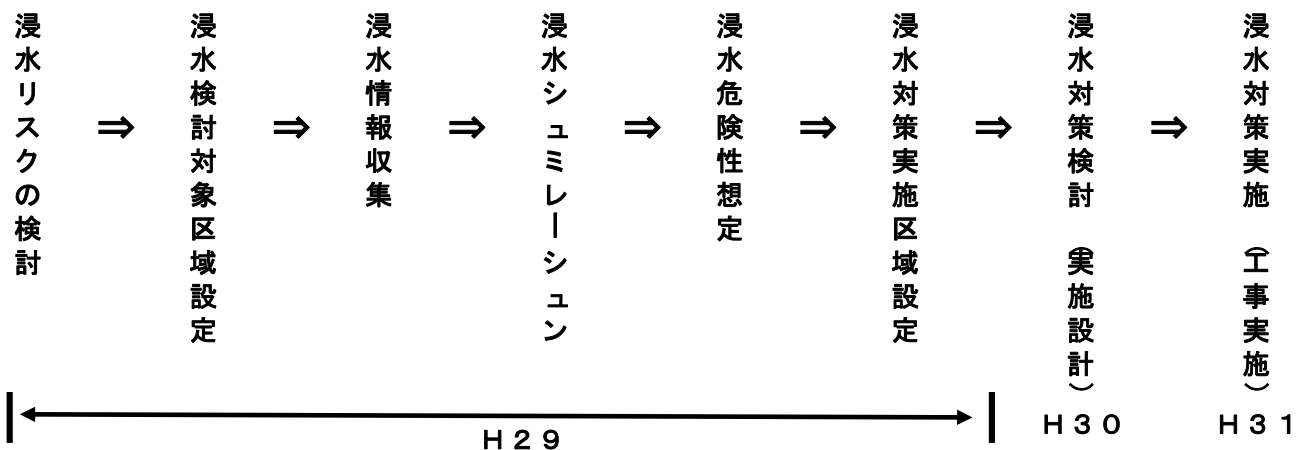 浸水リスクの検討
⇒
浸水検討対象区域設定
⇒
浸水情報収集
⇒
浸水シュミレーシュン
⇒
浸水危険性想定
⇒
浸水対策実施区域設定
⇒
浸水対策検討　（実施設計）
⇒
浸水対策実施　（工事実施）
Ｈ２９
Ｈ３０
Ｈ３１